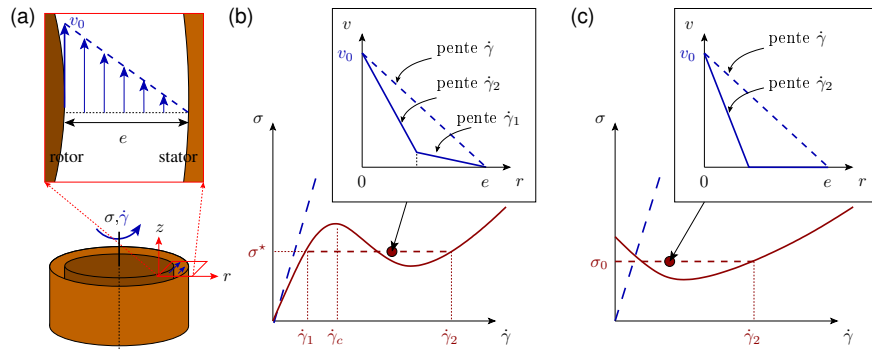 (a)
v₀
e
rotor
stator
σ,γ̇
z
r
(b)
v
v₀
pente γ̇
pente γ̇₂
pente γ̇₁
0
e
r
σ
σ⋆
γ̇₁
γ̇c
γ̇₂
γ̇
(c)
v
v₀
pente γ̇
pente γ̇₂
0
e
r
σ
σ₀
γ̇₂
γ̇